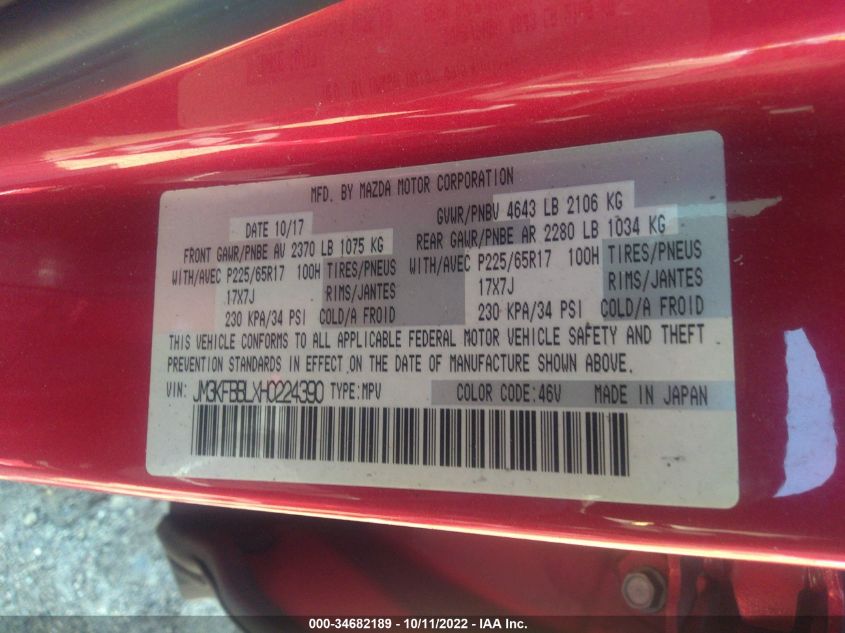 MFD. BY MAZDA MOTOR CORPORATION
DATE 10/17 GVWR/PNBV 4643 LB 2106 KG
FRONT GAWR/PNBE AV 2370 LB 1075 KG REAR GAWR/PNBE AR 2280 LB 1034 KG
WITH/AVEC P225/65R17 100H TIRES/PNEUS WITH/AVEC P225/65R17 100H TIRES/PNEUS
17X7J RIMS/JANTES 17X7J RIMS/JANTES
230 KPA/34 PSI COLD/A FROID 230 KPA/34 PSI COLD/A FROID
THIS VEHICLE CONFORMS TO ALL APPLICABLE FEDERAL MOTOR VEHICLE SAFETY AND THEFT
PREVENTION STANDARDS IN EFFECT ON THE DATE OF MANUFACTURE SHOWN ABOVE.
VIN: JM3KFBBLXH0224390 TYPE:MPV COLOR CODE:46V MADE IN JAPAN
000-34682189 - 10/11/2022 - IAA Inc.